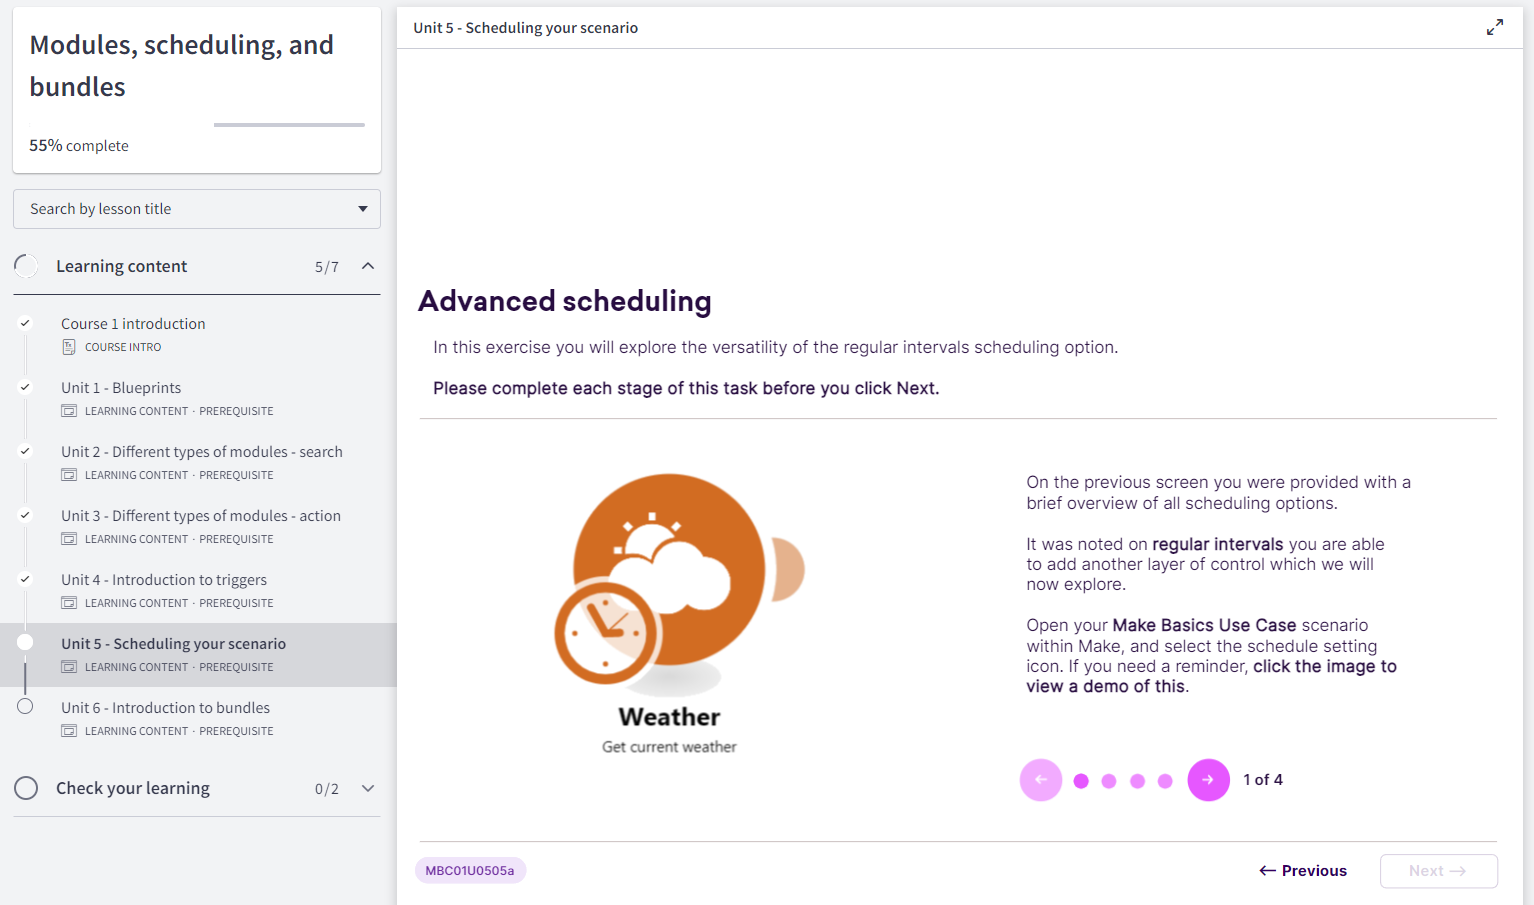 Modules, scheduling, and
bundles
55% complete
Search by lesson title
Learning content 5/7
Course 1 introduction
COURSE INTRO
Unit 1 - Blueprints
LEARNING CONTENT · PREREQUISITE
Unit 2 - Different types of modules - search
LEARNING CONTENT · PREREQUISITE
Unit 3 - Different types of modules - action
LEARNING CONTENT · PREREQUISITE
Unit 4 - Introduction to triggers
LEARNING CONTENT · PREREQUISITE
Unit 5 - Scheduling your scenario
LEARNING CONTENT · PREREQUISITE
Unit 6 - Introduction to bundles
LEARNING CONTENT · PREREQUISITE
Check your learning 0/2
Unit 5 - Scheduling your scenario
Advanced scheduling
In this exercise you will explore the versatility of the regular intervals scheduling option.
Please complete each stage of this task before you click Next.
Weather
Get current weather
On the previous screen you were provided with a
brief overview of all scheduling options.
It was noted on regular intervals you are able
to add another layer of control which we will
now explore.
Open your Make Basics Use Case scenario
within Make, and select the schedule setting
icon. If you need a reminder, click the image to
view a demo of this.
1 of 4
MBC01U0505a
← Previous
Next →